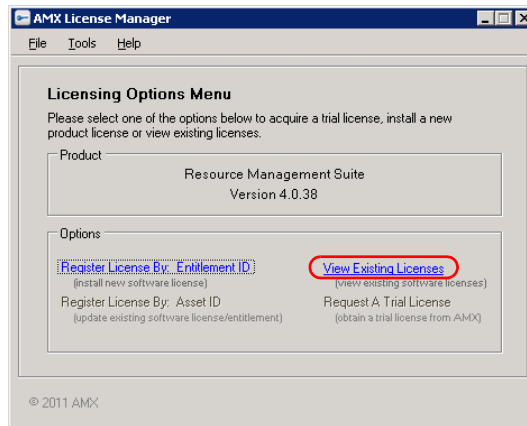 AMX License Manager
File Tools Help
Licensing Options Menu
Please select one of the options below to acquire a trial license, install a new
product license or view existing licenses.
Product
Resource Management Suite
Version 4.0.38
Options
Register License By: Entitlement ID
(install new software license)
View Existing Licenses
(view existing software licenses)
Register License By: Asset ID
(update existing software license/entitlement)
Request A Trial License
(obtain a trial license from AMX)
© 2011 AMX